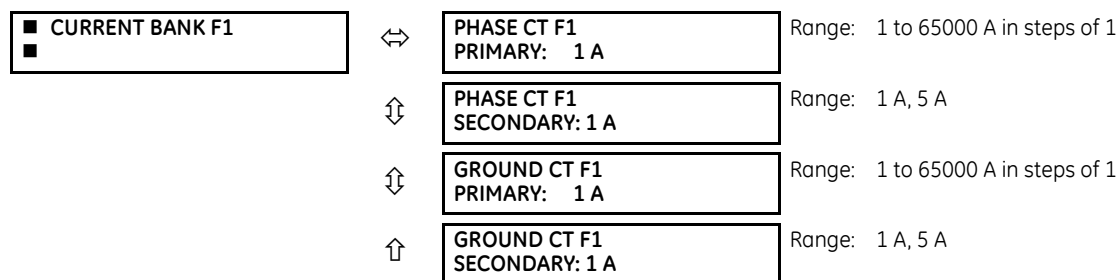 ■ CURRENT BANK F1
■
PHASE CT F1
PRIMARY: 1 A
Range: 1 to 65000 A in steps of 1
PHASE CT F1
SECONDARY: 1 A
Range: 1 A, 5 A
GROUND CT F1
PRIMARY: 1 A
Range: 1 to 65000 A in steps of 1
GROUND CT F1
SECONDARY: 1 A
Range: 1 A, 5 A